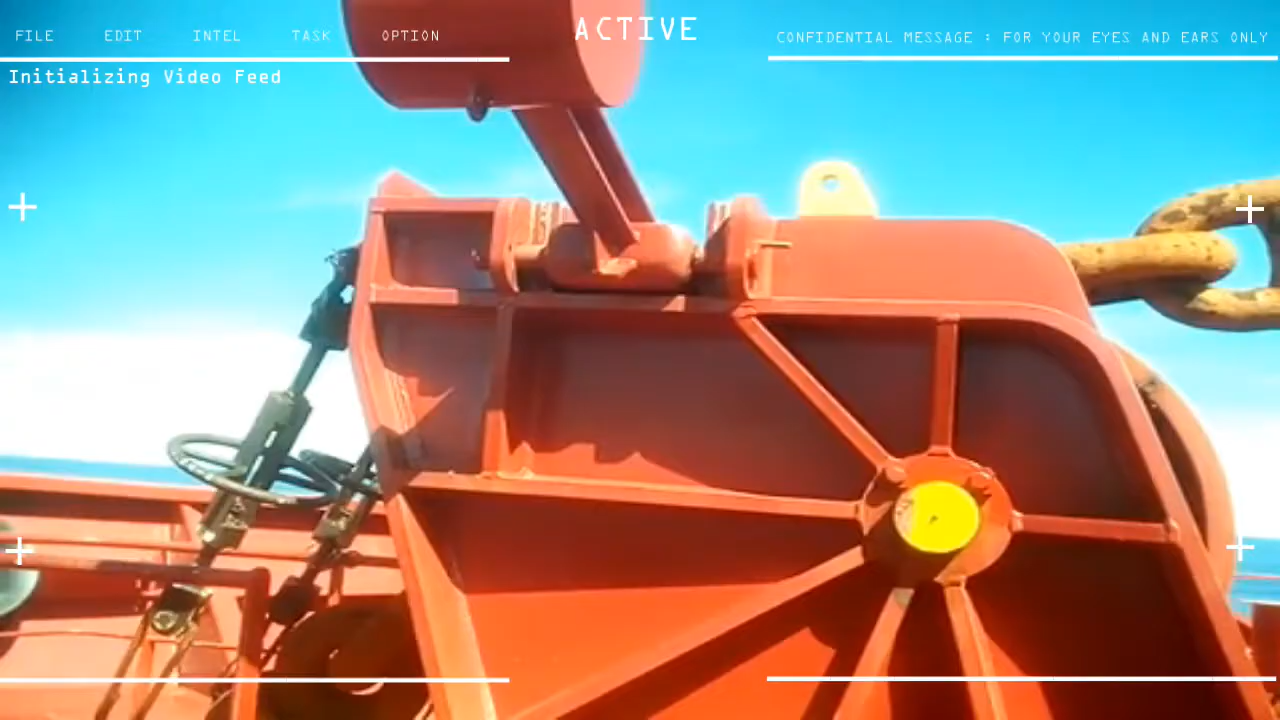 FILE EDIT INTEL TASK OPTION
ACTIVE
CONFIDENTIAL MESSAGE : FOR YOUR EYES AND EARS ONLY
Initializing Video Feed